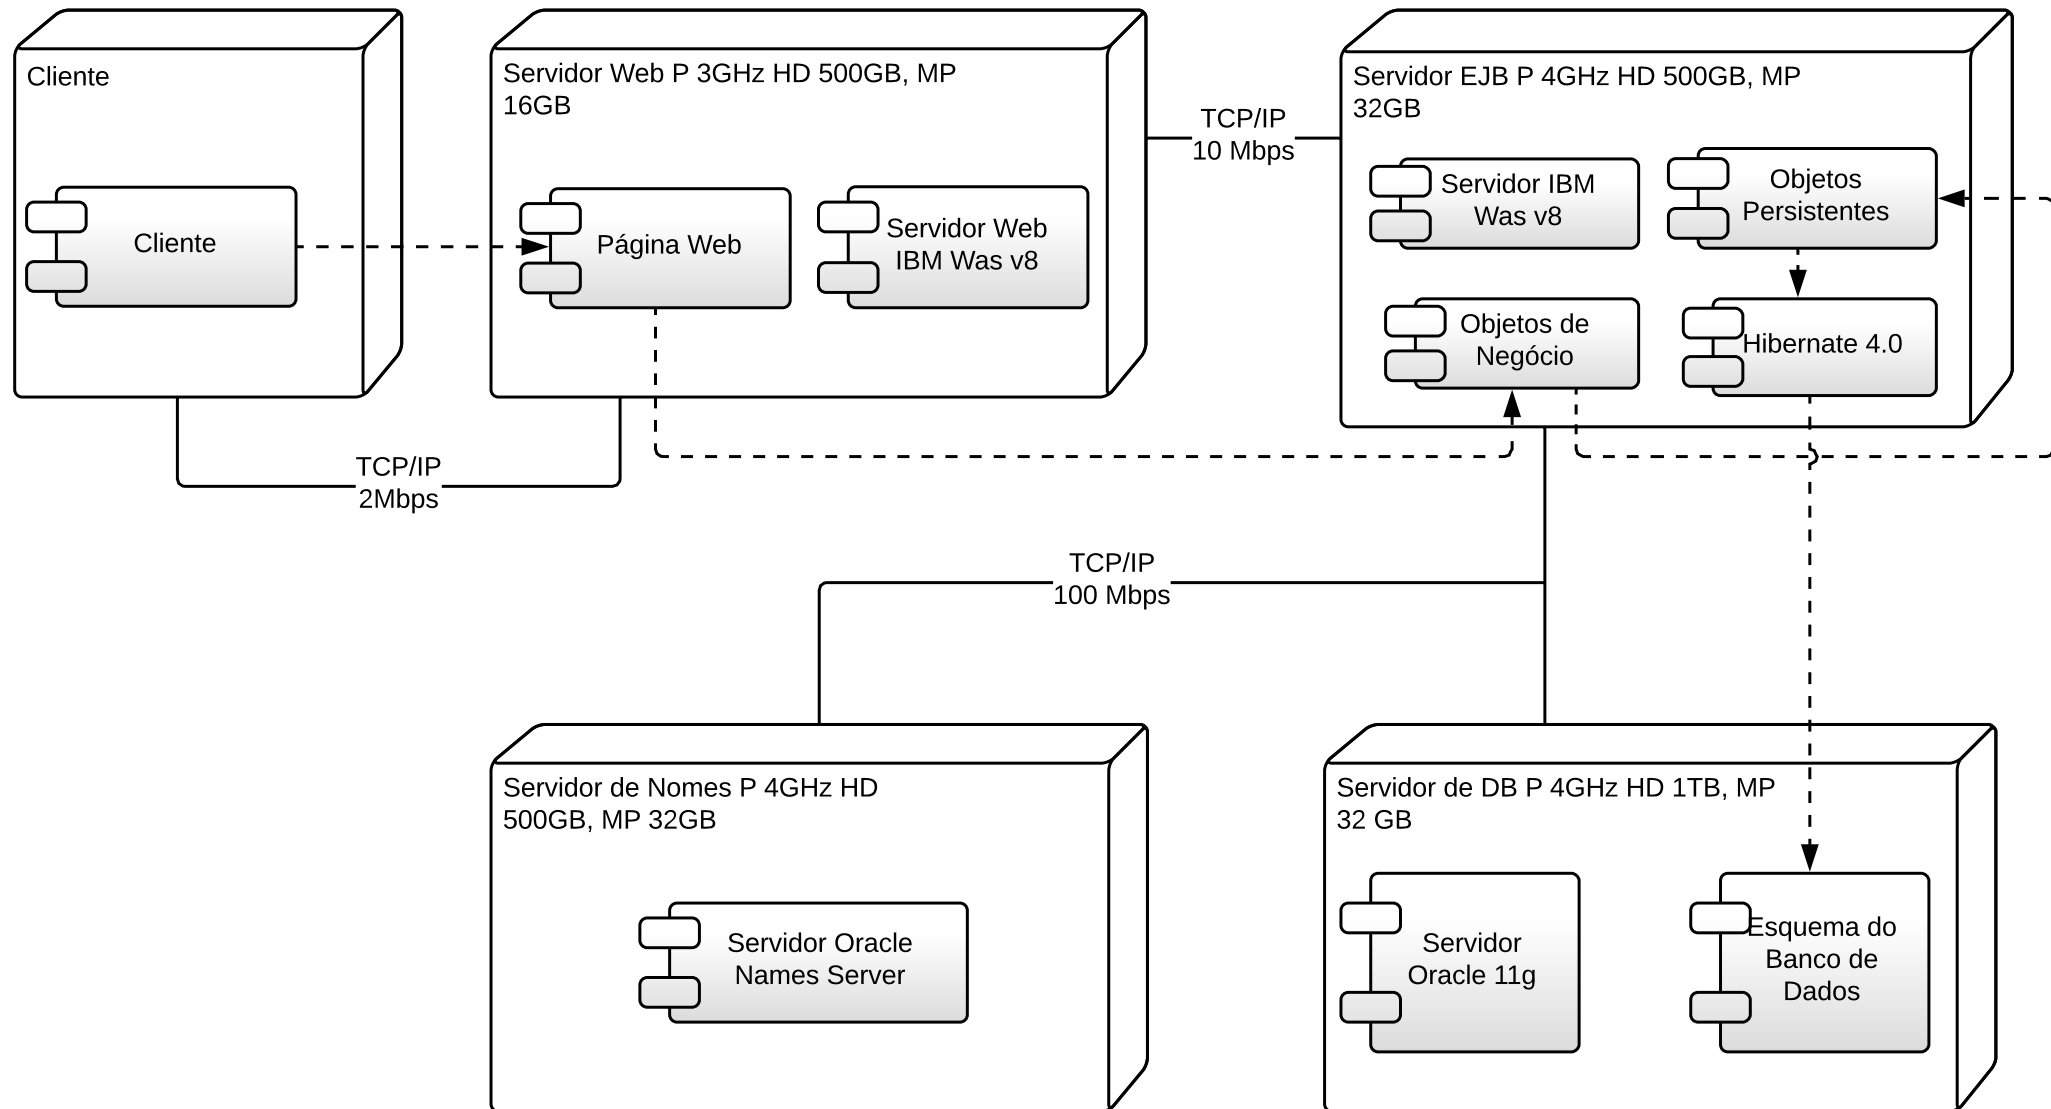 Cliente
Cliente
Servidor Web P 3GHz HD 500GB, MP
16GB
Página Web
Servidor Web
IBM Was v8
TCP/IP
10 Mbps
Servidor EJB P 4GHz HD 500GB, MP
32GB
Servidor IBM
Was v8
Objetos
Persistentes
Objetos de
Negócio
Hibernate 4.0
TCP/IP
2Mbps
TCP/IP
100 Mbps
Servidor de Nomes P 4GHz HD
500GB, MP 32GB
Servidor Oracle
Names Server
Servidor de DB P 4GHz HD 1TB, MP
32 GB
Servidor
Oracle 11g
Esquema do
Banco de
Dados